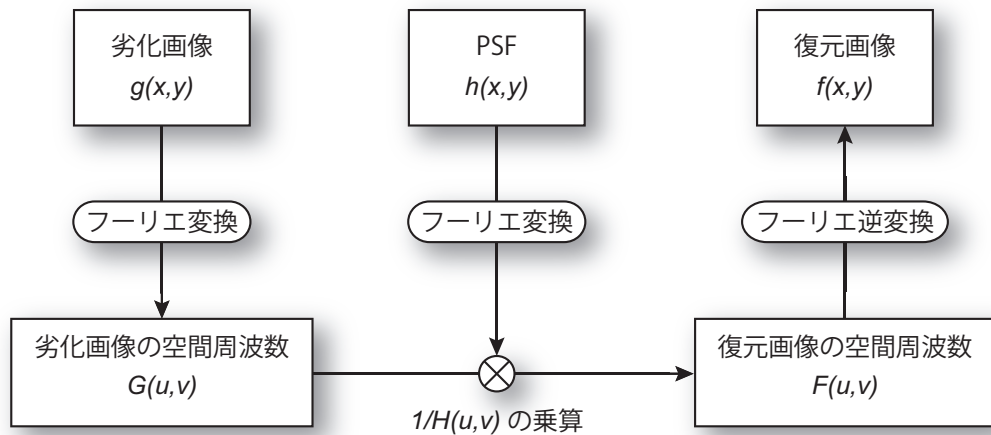 劣化画像
g(x,y)
PSF
h(x,y)
復元画像
f(x,y)
フーリエ変換
フーリエ変換
フーリエ逆変換
劣化画像の空間周波数
G(u,v)
1/H(u,v) の乗算
復元画像の空間周波数
F(u,v)